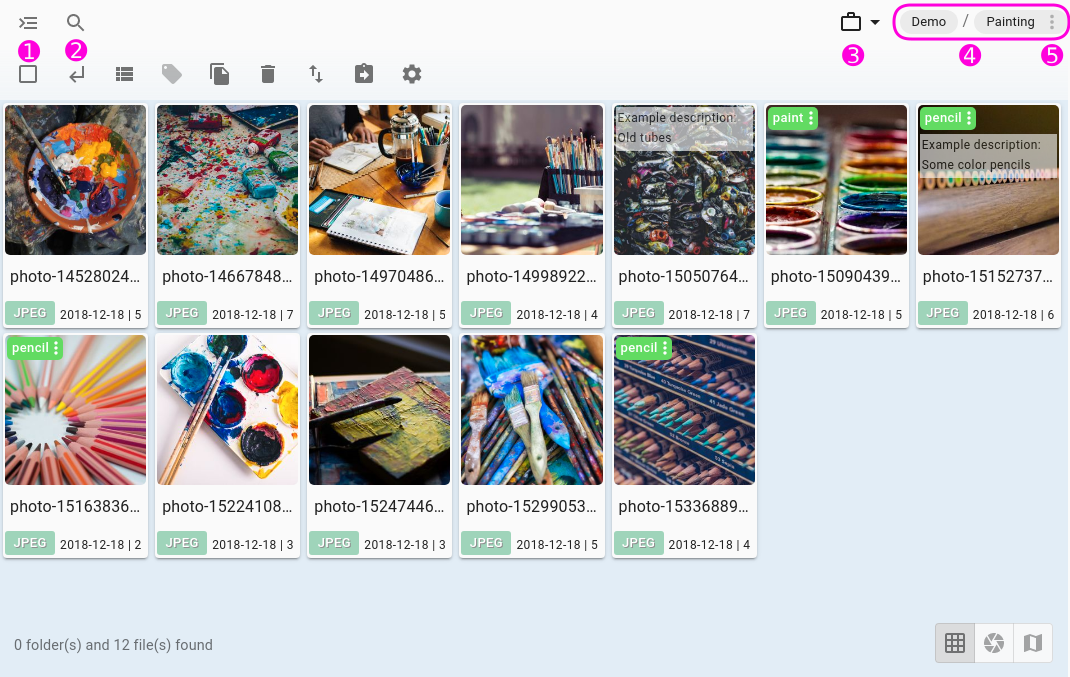 Demo / Painting
1 2 3 4 5
Example description:
Old tubes
paint
pencil
Example description:
Some color pencils
photo-14528024… photo-14667848… photo-14970486… photo-14998922… photo-15050764… photo-15090439… photo-15152737…
JPEG 2018-12-18 | 5 JPEG 2018-12-18 | 7 JPEG 2018-12-18 | 5 JPEG 2018-12-18 | 4 JPEG 2018-12-18 | 7 JPEG 2018-12-18 | 5 JPEG 2018-12-18 | 6
pencil
pencil
photo-15163836… photo-15224108… photo-15247446… photo-15299053… photo-15336889…
JPEG 2018-12-18 | 2 JPEG 2018-12-18 | 3 JPEG 2018-12-18 | 3 JPEG 2018-12-18 | 5 JPEG 2018-12-18 | 4
0 folder(s) and 12 file(s) found